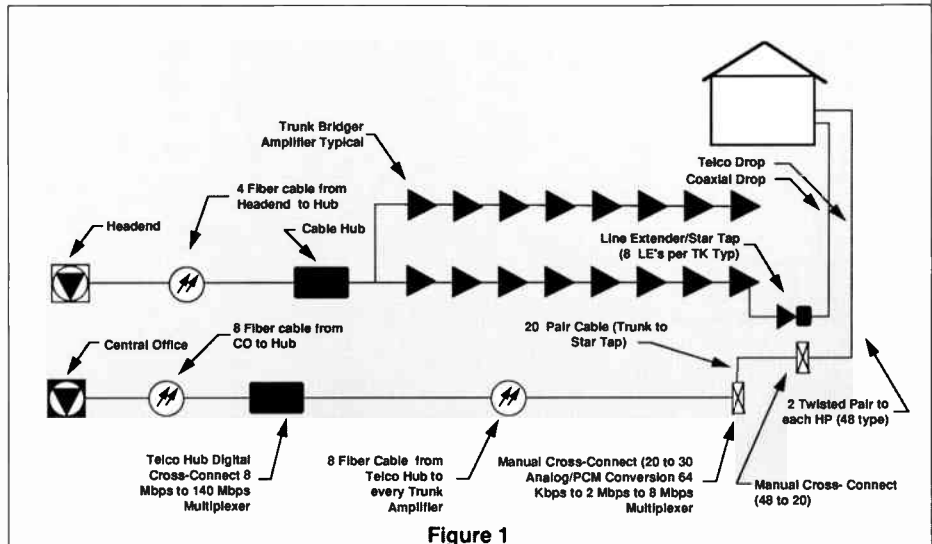 Trunk Bridger
Amplifier Typical
4 Fiber cable from
Headend to Hub
Headend
Cable Hub
Telco Drop
Coaxial Drop
Line Extender/Star Tap
(8 LE's per TK Typ)
8 Fiber cable from
CO to Hub
Central Office
20 Pair Cable (Trunk to
Star Tap)
2 Twisted Pair to
each HP (48 type)
Telco Hub Digital
Cross-Connect 8
Mbps to 140 Mbps
Multiplexer
8 Fiber Cable from
Telco Hub to
every Trunk
Amplifier
Manual Cross-Connect (20 to 30
Analog/PCM Conversion 64
Kbps to 2 Mbps to 8 Mbps
Multiplexer
Manual Cross- Connect
(48 to 20)
Figure 1